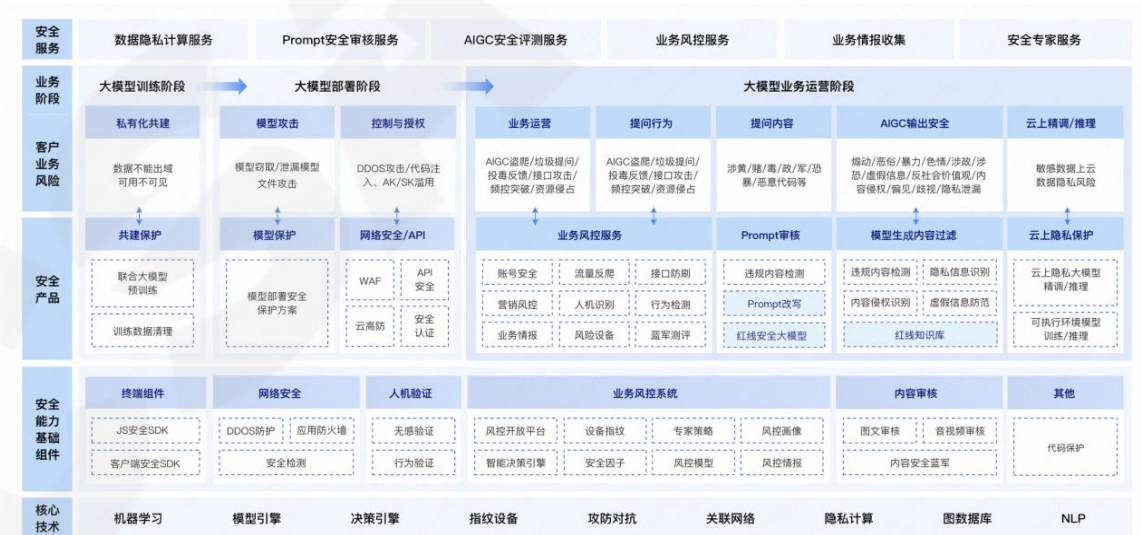 安全
服务
数据隐私计算服务
Prompt安全审核服务
AIGC安全评测服务
业务风控服务
业务情报收集
安全专家服务
业务
阶段
大模型训练阶段
大模型部署阶段
大模型业务运营阶段
客户
业务
风险
私有化共建
模型攻击
控制与授权
业务运营
提问行为
提问内容
AIGC输出安全
云上精调/推理
数据不能出域
可用不可见
模型窃取/泄漏模型
文件攻击
DDOS攻击/代码注
入、AK/SK滥用
AIGC盗爬/垃圾提问/
投毒反馈/接口攻击/
频控突破/资源侵占
AIGC盗爬/垃圾提问/
投毒反馈/接口攻击/
频控突破/资源侵占
涉黄/赌/毒/政/军/恐
暴/恶意代码等
煽动/恶俗/暴力/色情/涉政/涉
恐/虚假信息/反社会价值观/内
容侵权/偏见/歧视/隐私泄漏
敏感数据上云
数据隐私风险
安全
产品
共建保护
模型保护
网络安全/API
业务风控服务
Prompt审核
模型生成内容过滤
云上隐私保护
联合大模型
预训练
训练数据清理
模型部署安全
保护方案
WAF
API
安全
云高防
安全
认证
账号安全
流量反爬
接口防刷
营销风控
人机识别
行为检测
业务情报
风险设备
蓝军测评
违规内容检测
Prompt改写
红线安全大模型
违规内容检测
隐私信息识别
内容侵权识别
虚假信息防范
红线知识库
云上隐私大模型
精调/推理
可执行环境模型
训练/推理
安全
能力
基础
组件
终端组件
网络安全
人机验证
业务风控系统
内容审核
其他
JS安全SDK
客户端安全SDK
DDOS防护
应用防火墙
安全检测
无感验证
行为验证
风控开放平台
设备指纹
专家策略
风控画像
智能决策引擎
安全因子
风控模型
风控情报
图文审核
音视频审核
内容安全蓝军
代码保护
核心
技术
机器学习
模型引擎
决策引擎
指纹设备
攻防对抗
关联网络
隐私计算
图数据库
NLP